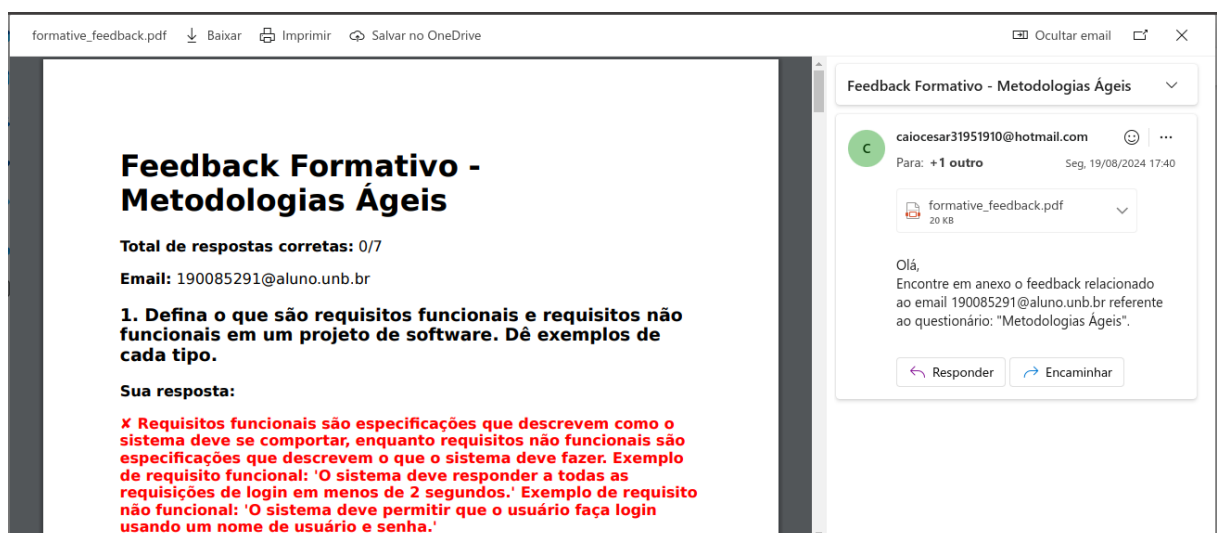 formative_feedback.pdf Baixar Imprimir Salvar no OneDrive Ocultar email
Feedback Formativo -
Metodologias Ágeis
Total de respostas corretas: 0/7
Email: 190085291@aluno.unb.br
1. Defina o que são requisitos funcionais e requisitos não
funcionais em um projeto de software. Dê exemplos de
cada tipo.
Sua resposta:
✘ Requisitos funcionais são especificações que descrevem como o
sistema deve se comportar, enquanto requisitos não funcionais são
especificações que descrevem o que o sistema deve fazer. Exemplo
de requisito funcional: 'O sistema deve responder a todas as
requisições de login em menos de 2 segundos.' Exemplo de requisito
não funcional: 'O sistema deve permitir que o usuário faça login
usando um nome de usuário e senha.'
Feedback Formativo - Metodologias Ágeis
C
caiocesar31951910@hotmail.com
Para: +1 outro Seg, 19/08/2024 17:40
formative_feedback.pdf
20 KB
Olá,
Encontre em anexo o feedback relacionado
ao email 190085291@aluno.unb.br referente
ao questionário: "Metodologias Ágeis".
Responder Encaminhar